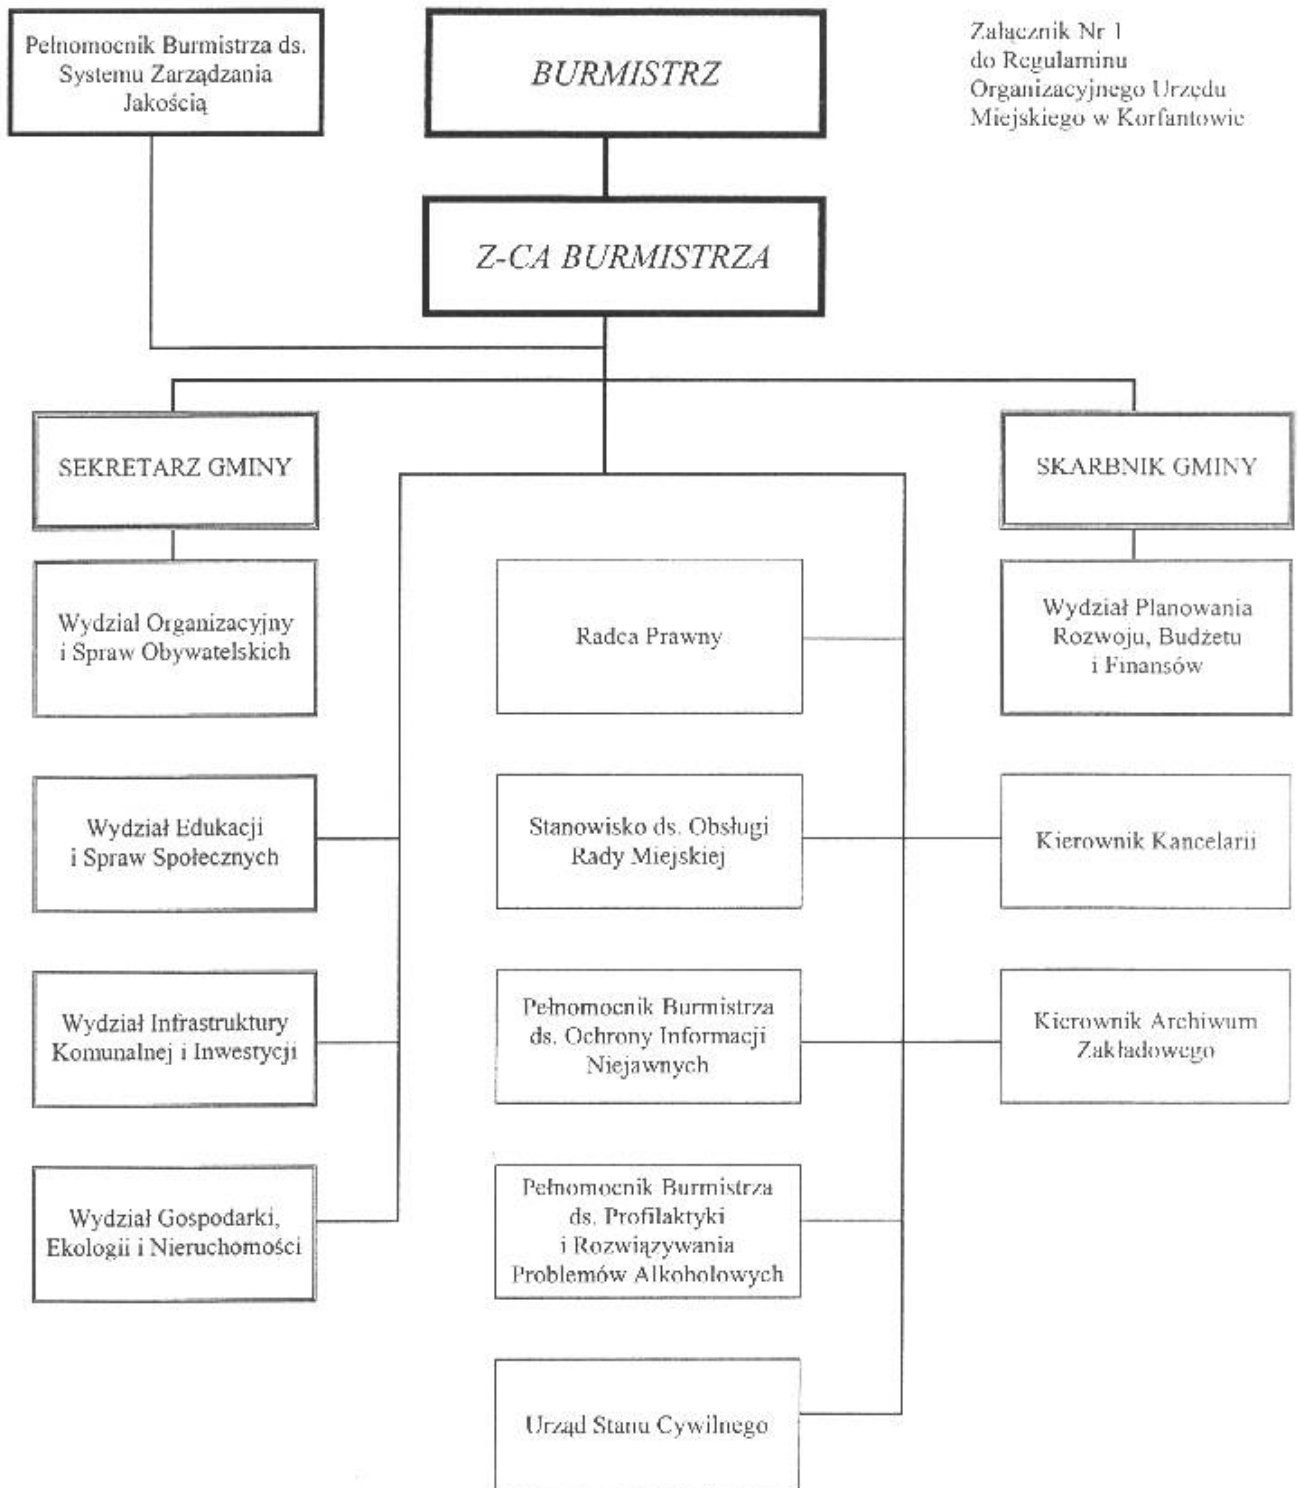 Pełnomocnik Burmistrza ds.
Systemu Zarządzania
Jakością
BURMISTRZ
Załącznik Nr 1
do Regulaminu
Organizacyjnego Urzędu
Miejskiego w Korfantowie
Z-CA BURMISTRZA
SEKRETARZ GMINY
SKARBNIK GMINY
Wydział Organizacyjny
i Spraw Obywatelskich
Radca Prawny
Wydział Planowania
Rozwoju, Budżetu
i Finansów
Wydział Edukacji
i Spraw Społecznych
Stanowisko ds. Obsługi
Rady Miejskiej
Kierownik Kancelarii
Wydział Infrastruktury
Komunalnej i Inwestycji
Pełnomocnik Burmistrza
ds. Ochrony Informacji
Niejawnych
Kierownik Archiwum
Zakładowego
Wydział Gospodarki,
Ekologii i Nieruchomości
Pełnomocnik Burmistrza
ds. Profilaktyki
i Rozwiązywania
Problemów Alkoholowych
Urząd Stanu Cywilnego